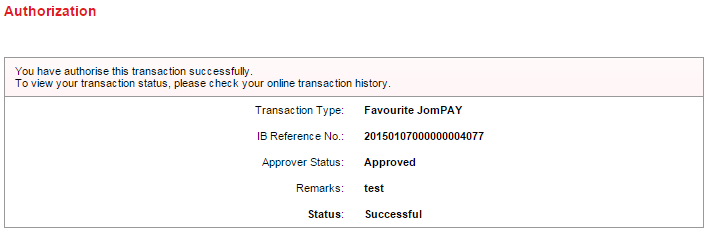 Authorization
You have authorise this transaction successfully.
To view your transaction status, please check your online transaction history.
Transaction Type: Favourite JomPAY
IB Reference No.: 20150107000000004077
Approver Status: Approved
Remarks: test
Status: Successful